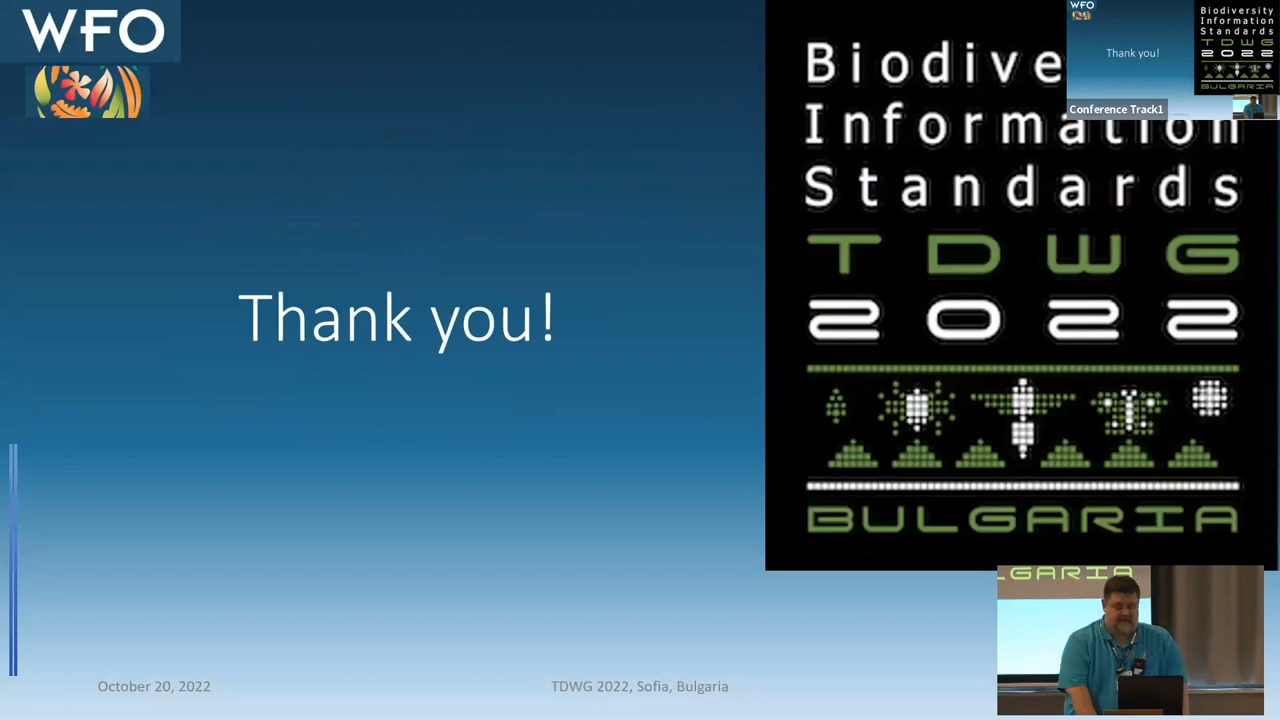 WFO
Biodive
Information
Standards
TDWG
2022
BULGARIA
Thank you!
October 20, 2022
TDWG 2022, Sofia, Bulgaria
WFO
Thank you!
Conference Track1
Biodiversity
Information
Standards
TDWG
2022
BULGARIA
LGARIA